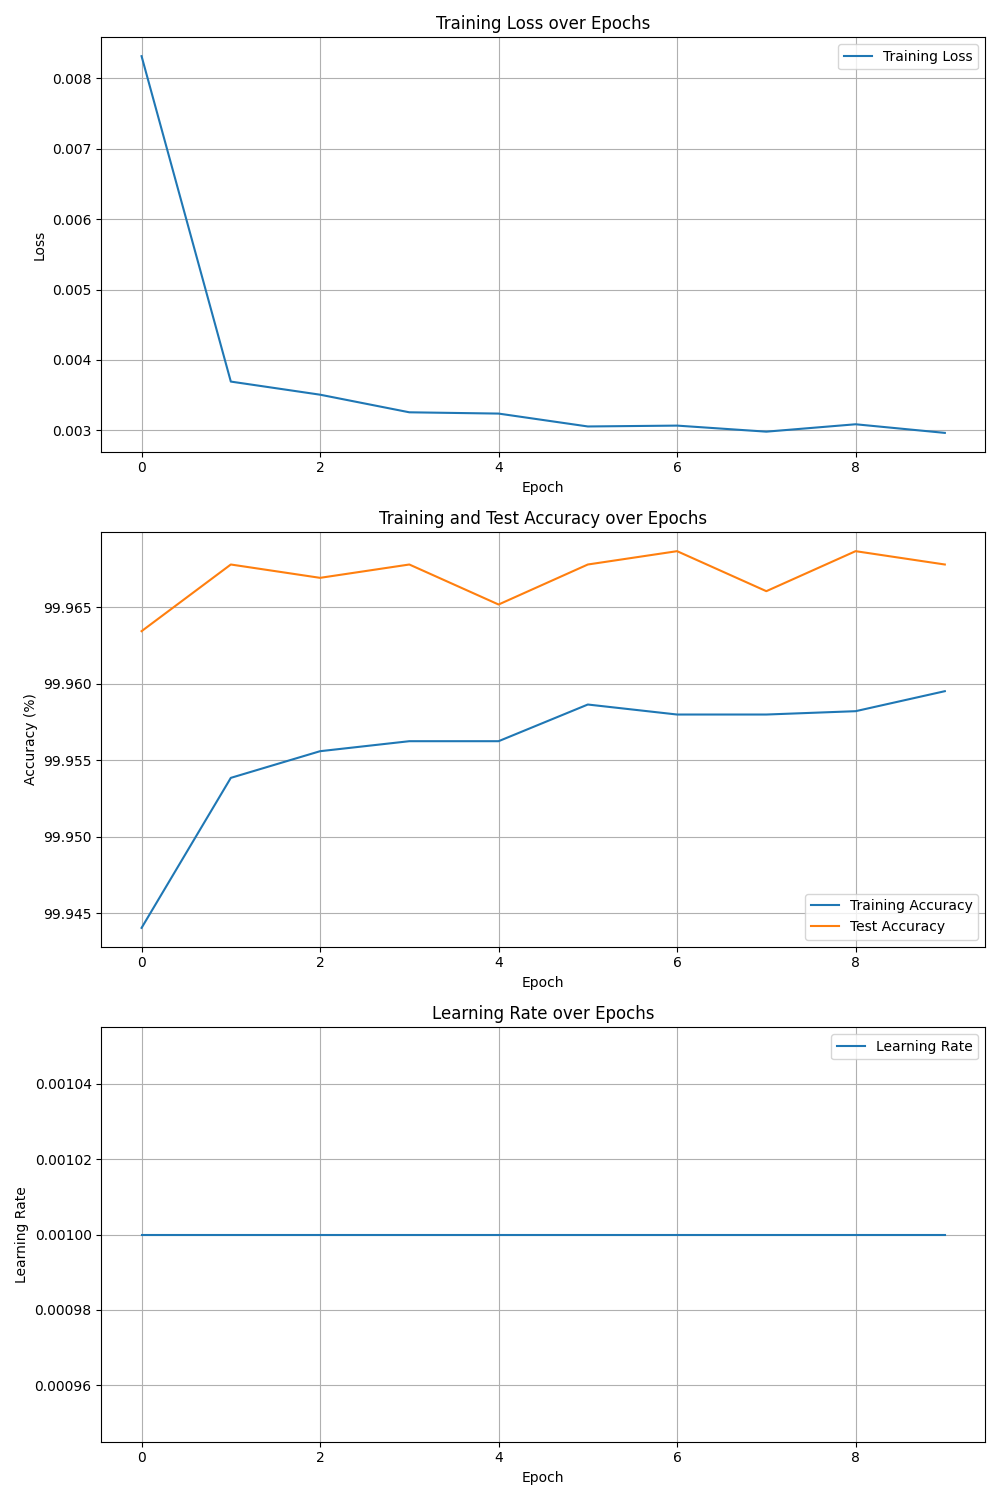 Training Loss over Epochs
Training Loss
0.008
0.007
0.006
0.005
0.004
0.003
Loss
0 2 4 6 8
Epoch
Training and Test Accuracy over Epochs
99.965
99.960
99.955
99.950
99.945
Accuracy (%)
Training Accuracy
Test Accuracy
0 2 4 6 8
Epoch
Learning Rate over Epochs
Learning Rate
0.00104
0.00102
0.00100
0.00098
0.00096
Learning Rate
0 2 4 6 8
Epoch